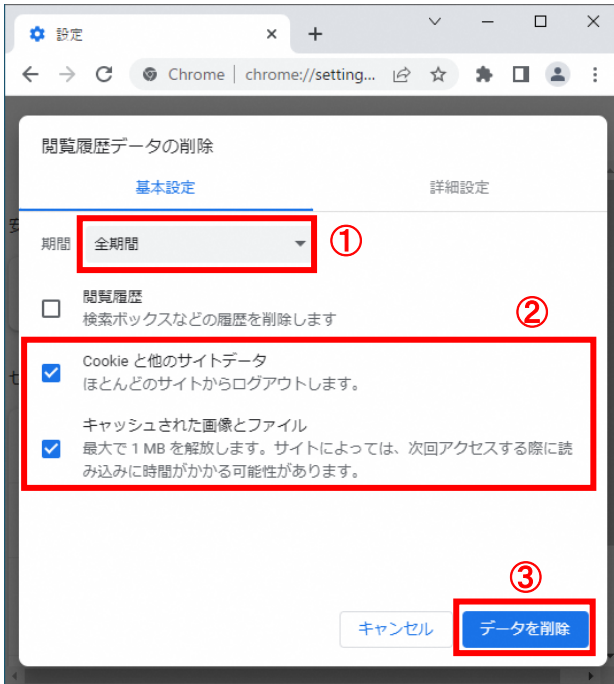 設定
Chrome | chrome://setting...
閲覧履歴データの削除
基本設定
詳細設定
期間
全期間
①
閲覧履歴
検索ボックスなどの履歴を削除します
②
Cookie と他のサイトデータ
ほとんどのサイトからログアウトします。
キャッシュされた画像とファイル
最大で 1 MB を解放します。サイトによっては、次回アクセスする際に読
み込みに時間がかかる可能性があります。
③
キャンセル
データを削除